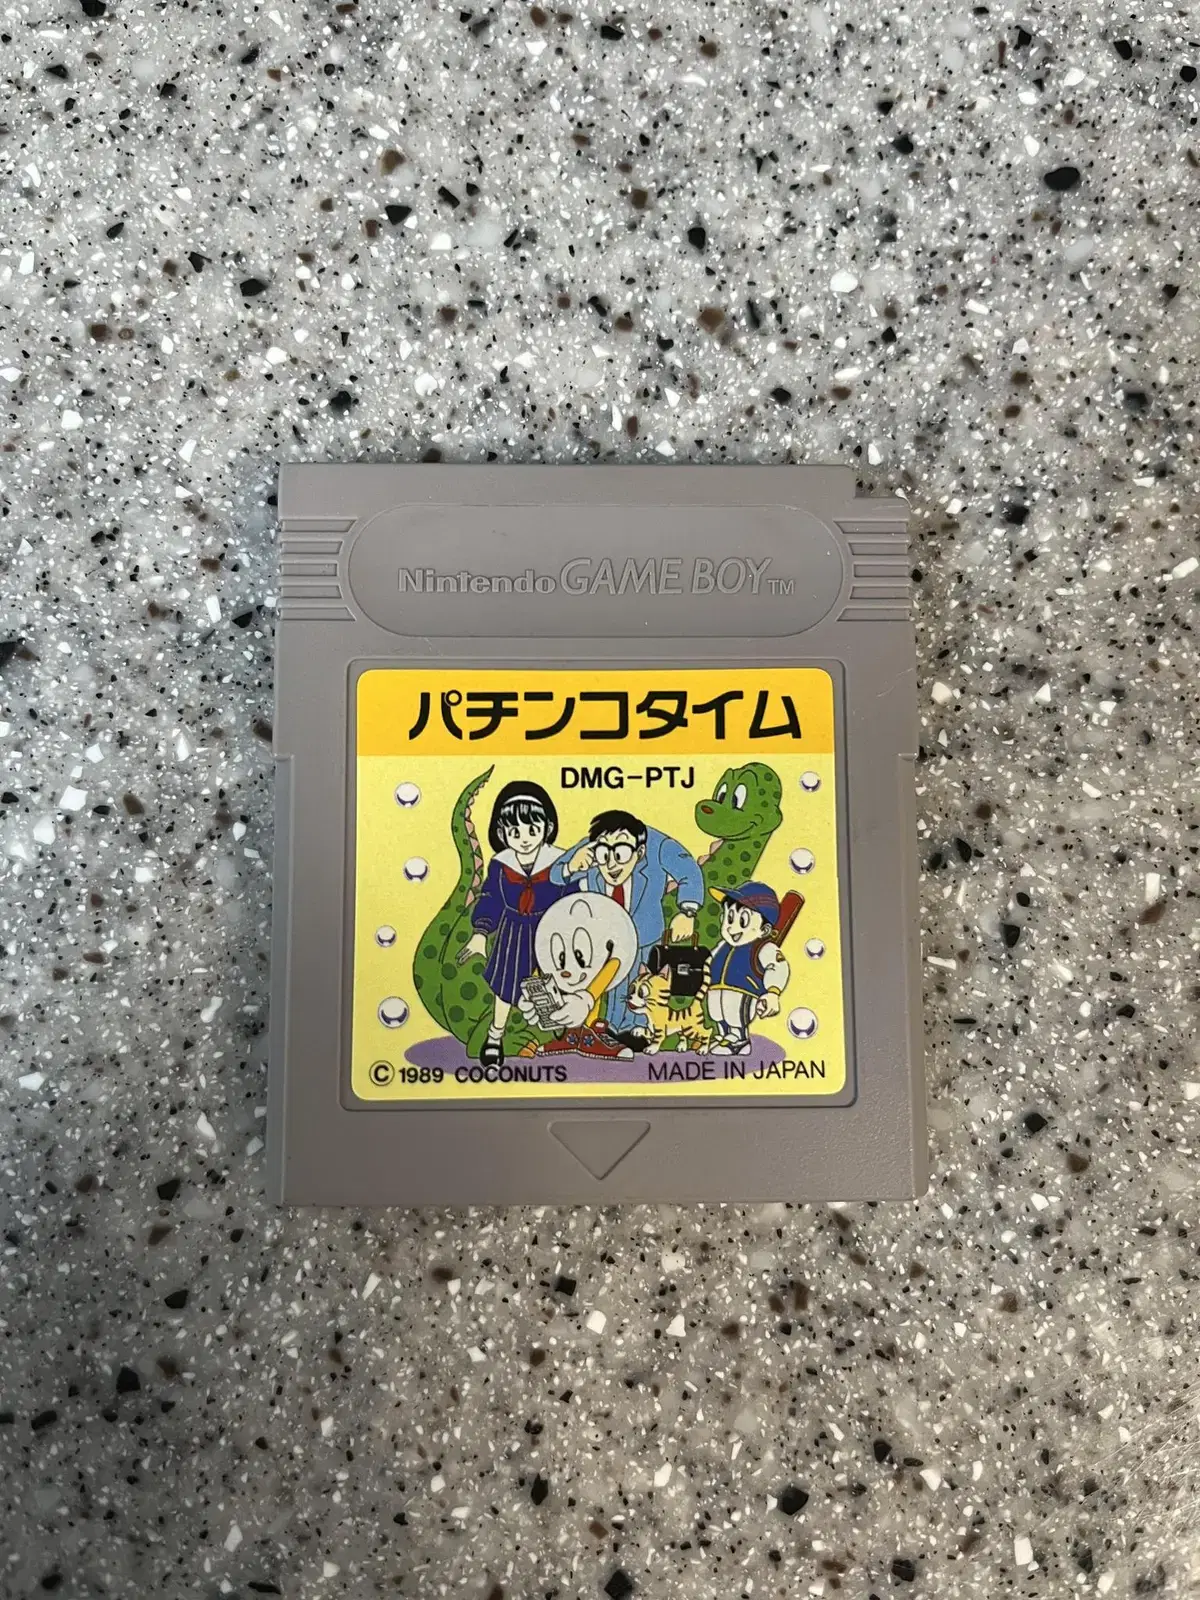 Nintendo GAME BOY TM
パチンコタイム
DMG-PTJ
© 1989 COCONUTS MADE IN JAPAN